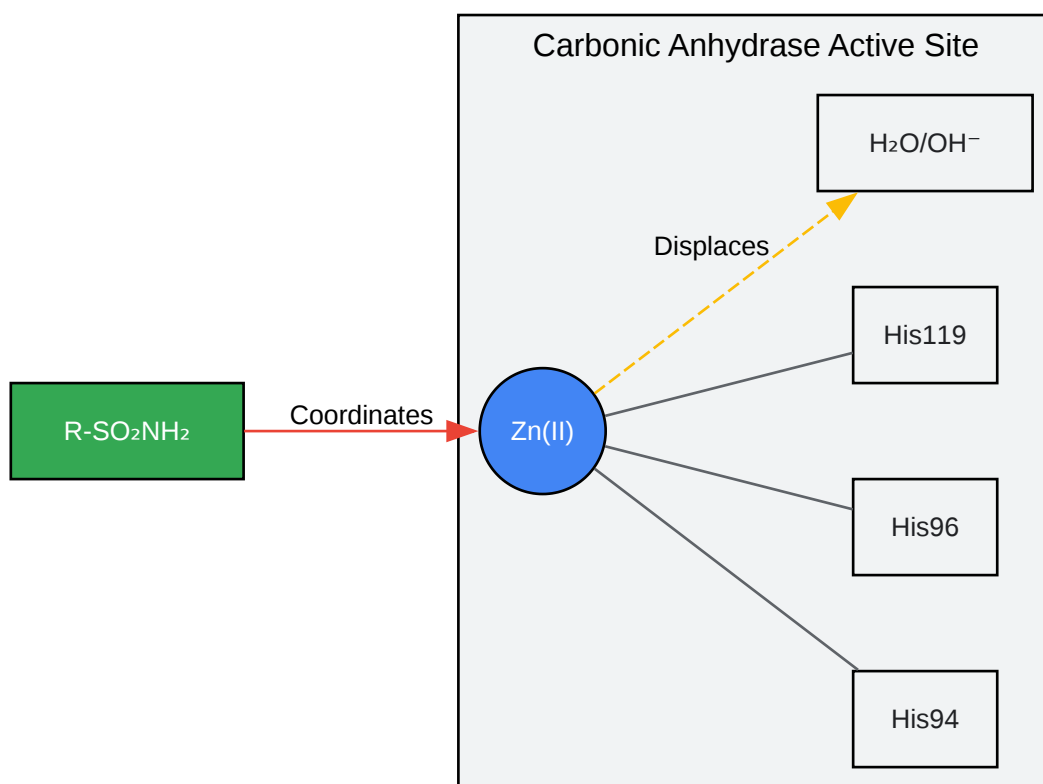 Carbonic Anhydrase Active Site
H₂O/OH⁻
Displaces
His119
R-SO₂NH₂
Coordinates
Zn(II)
His96
His94